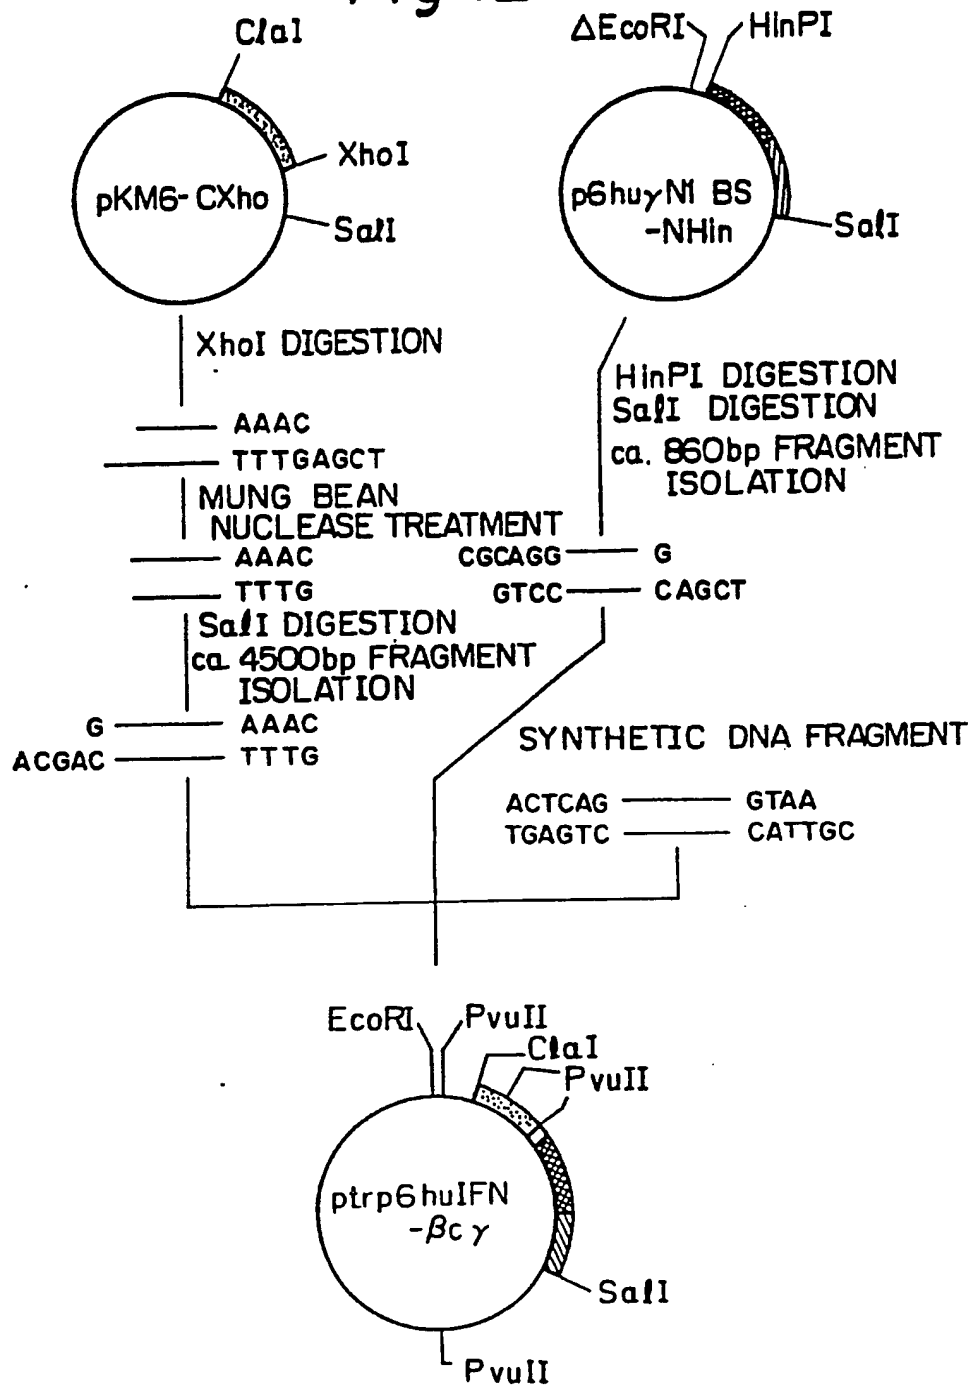 ClaI
XhoI
SalI
pKM6-CXho
ΔEcoRI
HinPI
SalI
p6huγN1 BS
-NHin
XhoI DIGESTION
AAAC
TTTGAGCT
MUNG BEAN
NUCLEASE TREATMENT
AAAC
TTTG
SalI DIGESTION
ca. 4500bp FRAGMENT
ISOLATION
G AAAC
ACGAC TTTG
HinPI DIGESTION
SalI DIGESTION
ca. 860bp FRAGMENT
ISOLATION
CGCAGG G
GTCC CAGCT
SYNTHETIC DNA FRAGMENT
ACTCAG GTAA
TGAGTC CATTGC
EcoRI
PvuII
ClaI
PvuII
ptrp6huIFN
-βcγ
SalI
PvuII